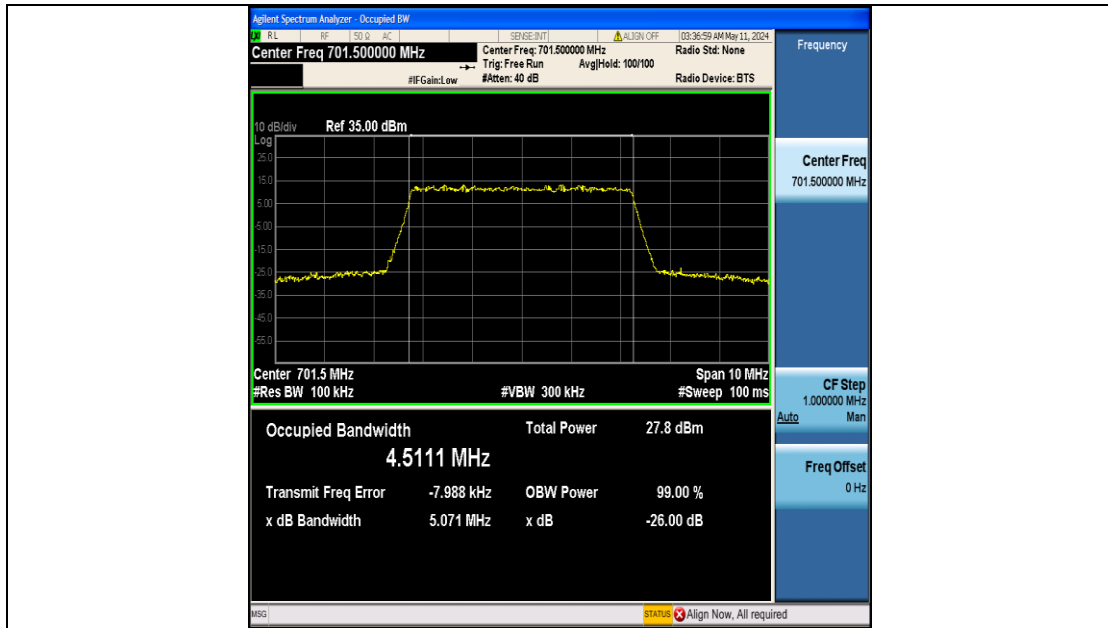 Agilent Spectrum Analyzer - Occupied BW
RL RF 50 Ω AC SENSE:INT ALIGN OFF 03:36:59 AM May 11, 2024
Center Freq 701.500000 MHz
Center Freq: 701.500000 MHz Radio Std: None
Trig: Free Run Avg|Hold: 100/100
#IFGain:Low #Atten: 40 dB Radio Device: BTS
10 dB/div Ref 35.00 dBm
Log
25.0
15.0
5.00
-5.00
-15.0
-25.0
-35.0
-45.0
-55.0
Center 701.5 MHz Span 10 MHz
#Res BW 100 kHz #VBW 300 kHz #Sweep 100 ms
Occupied Bandwidth Total Power 27.8 dBm
4.5111 MHz
Transmit Freq Error -7.988 kHz OBW Power 99.00 %
x dB Bandwidth 5.071 MHz x dB -26.00 dB
Frequency
Center Freq
701.500000 MHz
CF Step
1.000000 MHz
Auto Man
Freq Offset
0 Hz
MSG STATUS Align Now, All required